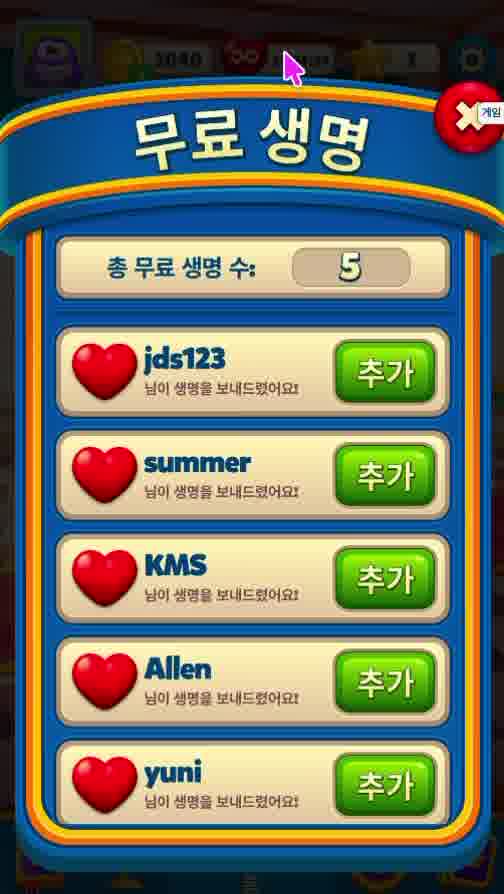 무료 생명
게임
총 무료 생명 수: 5
jds123
님이 생명을 보내드렸어요!
추가
summer
님이 생명을 보내드렸어요!
추가
KMS
님이 생명을 보내드렸어요!
추가
Allen
님이 생명을 보내드렸어요!
추가
yuni
님이 생명을 보내드렸어요!
추가